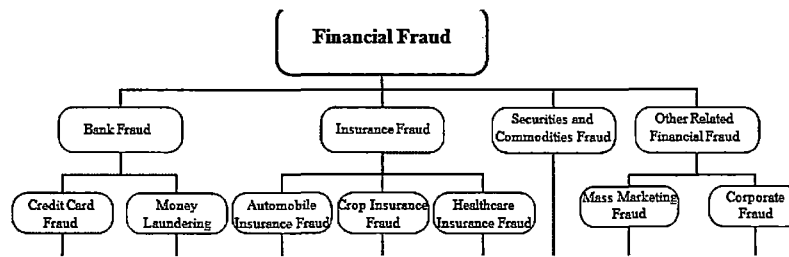 Financial Fraud
Bank Fraud
Insurance Fraud
Securities and
Commodities Fraud
Other Related
Financial Fraud
Credit Card
Fraud
Money
Laundering
Automobile
Insurance Fraud
Crop Insurance
Fraud
Healthcare
Insurance Fraud
Mass Marketing
Fraud
Corporate
Fraud